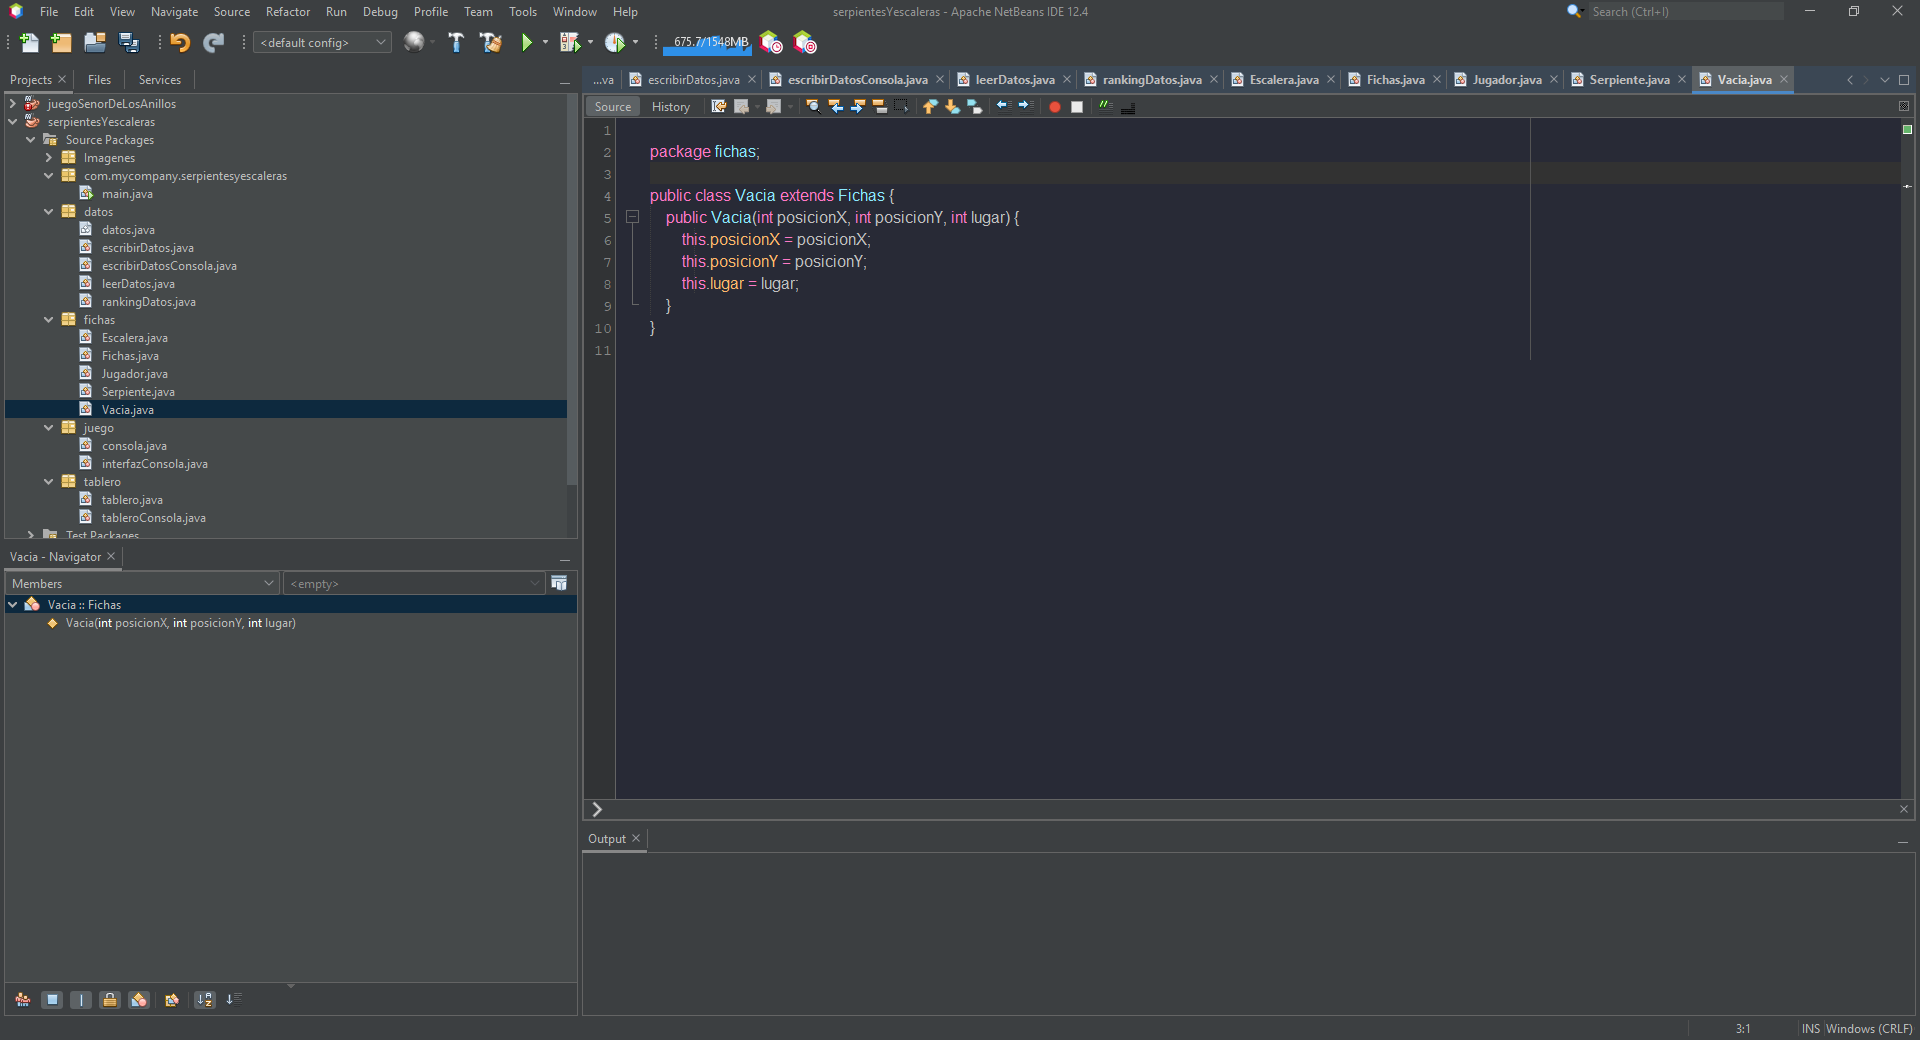 File Edit View Navigate Source Refactor Run Debug Profile Team Tools Window Help
serpientesYescaleras - Apache NetBeans IDE 12.4
Search (Ctrl+I)
<default config>
675.7/1548MB
Projects Files Services
juegoSenorDeLosAnillos
serpientesYescaleras
Source Packages
Imagenes
com.mycompany.serpientesyescaleras
main.java
datos
datos.java
escribirDatos.java
escribirDatosConsola.java
leerDatos.java
rankingDatos.java
fichas
Escalera.java
Fichas.java
Jugador.java
Serpiente.java
Vacia.java
juego
consola.java
interfazConsola.java
tablero
tablero.java
tableroConsola.java
Test Packages
Vacia - Navigator
Members <empty>
Vacia :: Fichas
Vacia(int posicionX, int posicionY, int lugar)
...va escribirDatos.java escribirDatosConsola.java leerDatos.java rankingDatos.java Escalera.java Fichas.java Jugador.java Serpiente.java Vacia.java
Source History
1
2 package fichas;
3
4 public class Vacia extends Fichas {
5 public Vacia(int posicionX, int posicionY, int lugar) {
6 this.posicionX = posicionX;
7 this.posicionY = posicionY;
8 this.lugar = lugar;
9 }
10 }
11
Output
3:1 INS Windows (CRLF)